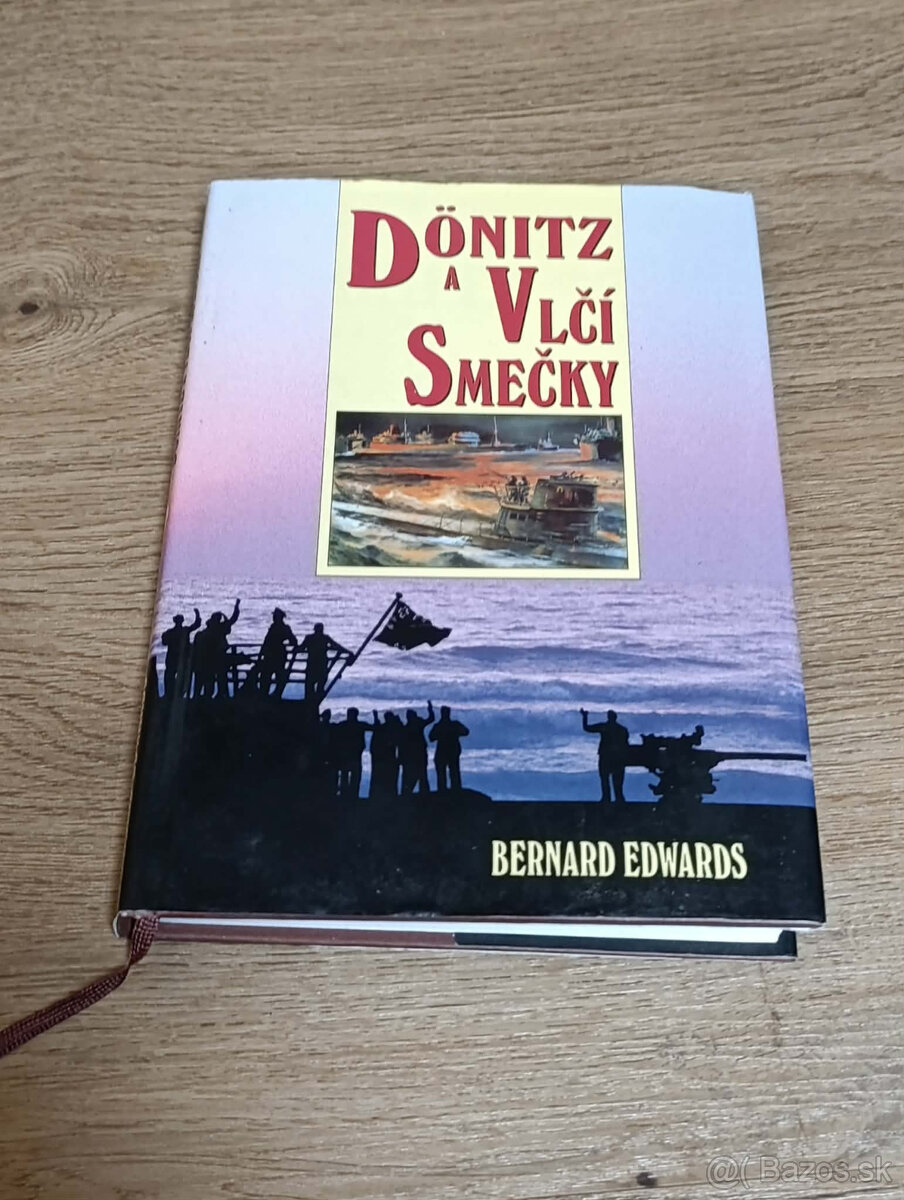 DÖNITZ
A VLČÍ
SMEČKY
BERNARD EDWARDS
@( Bazos.sk